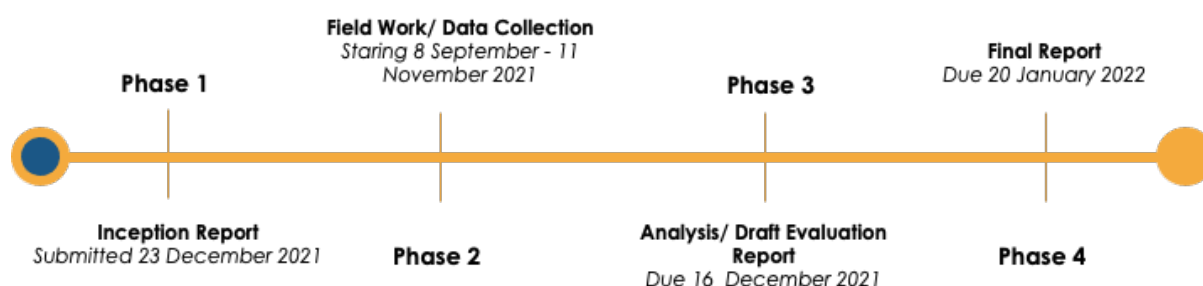 Phase 1
Inception Report
Submitted 23 December 2021
Field Work/ Data Collection
Staring 8 September - 11
November 2021
Phase 2
Phase 3
Analysis/ Draft Evaluation
Report
Due 16 December 2021
Final Report
Due 20 January 2022
Phase 4